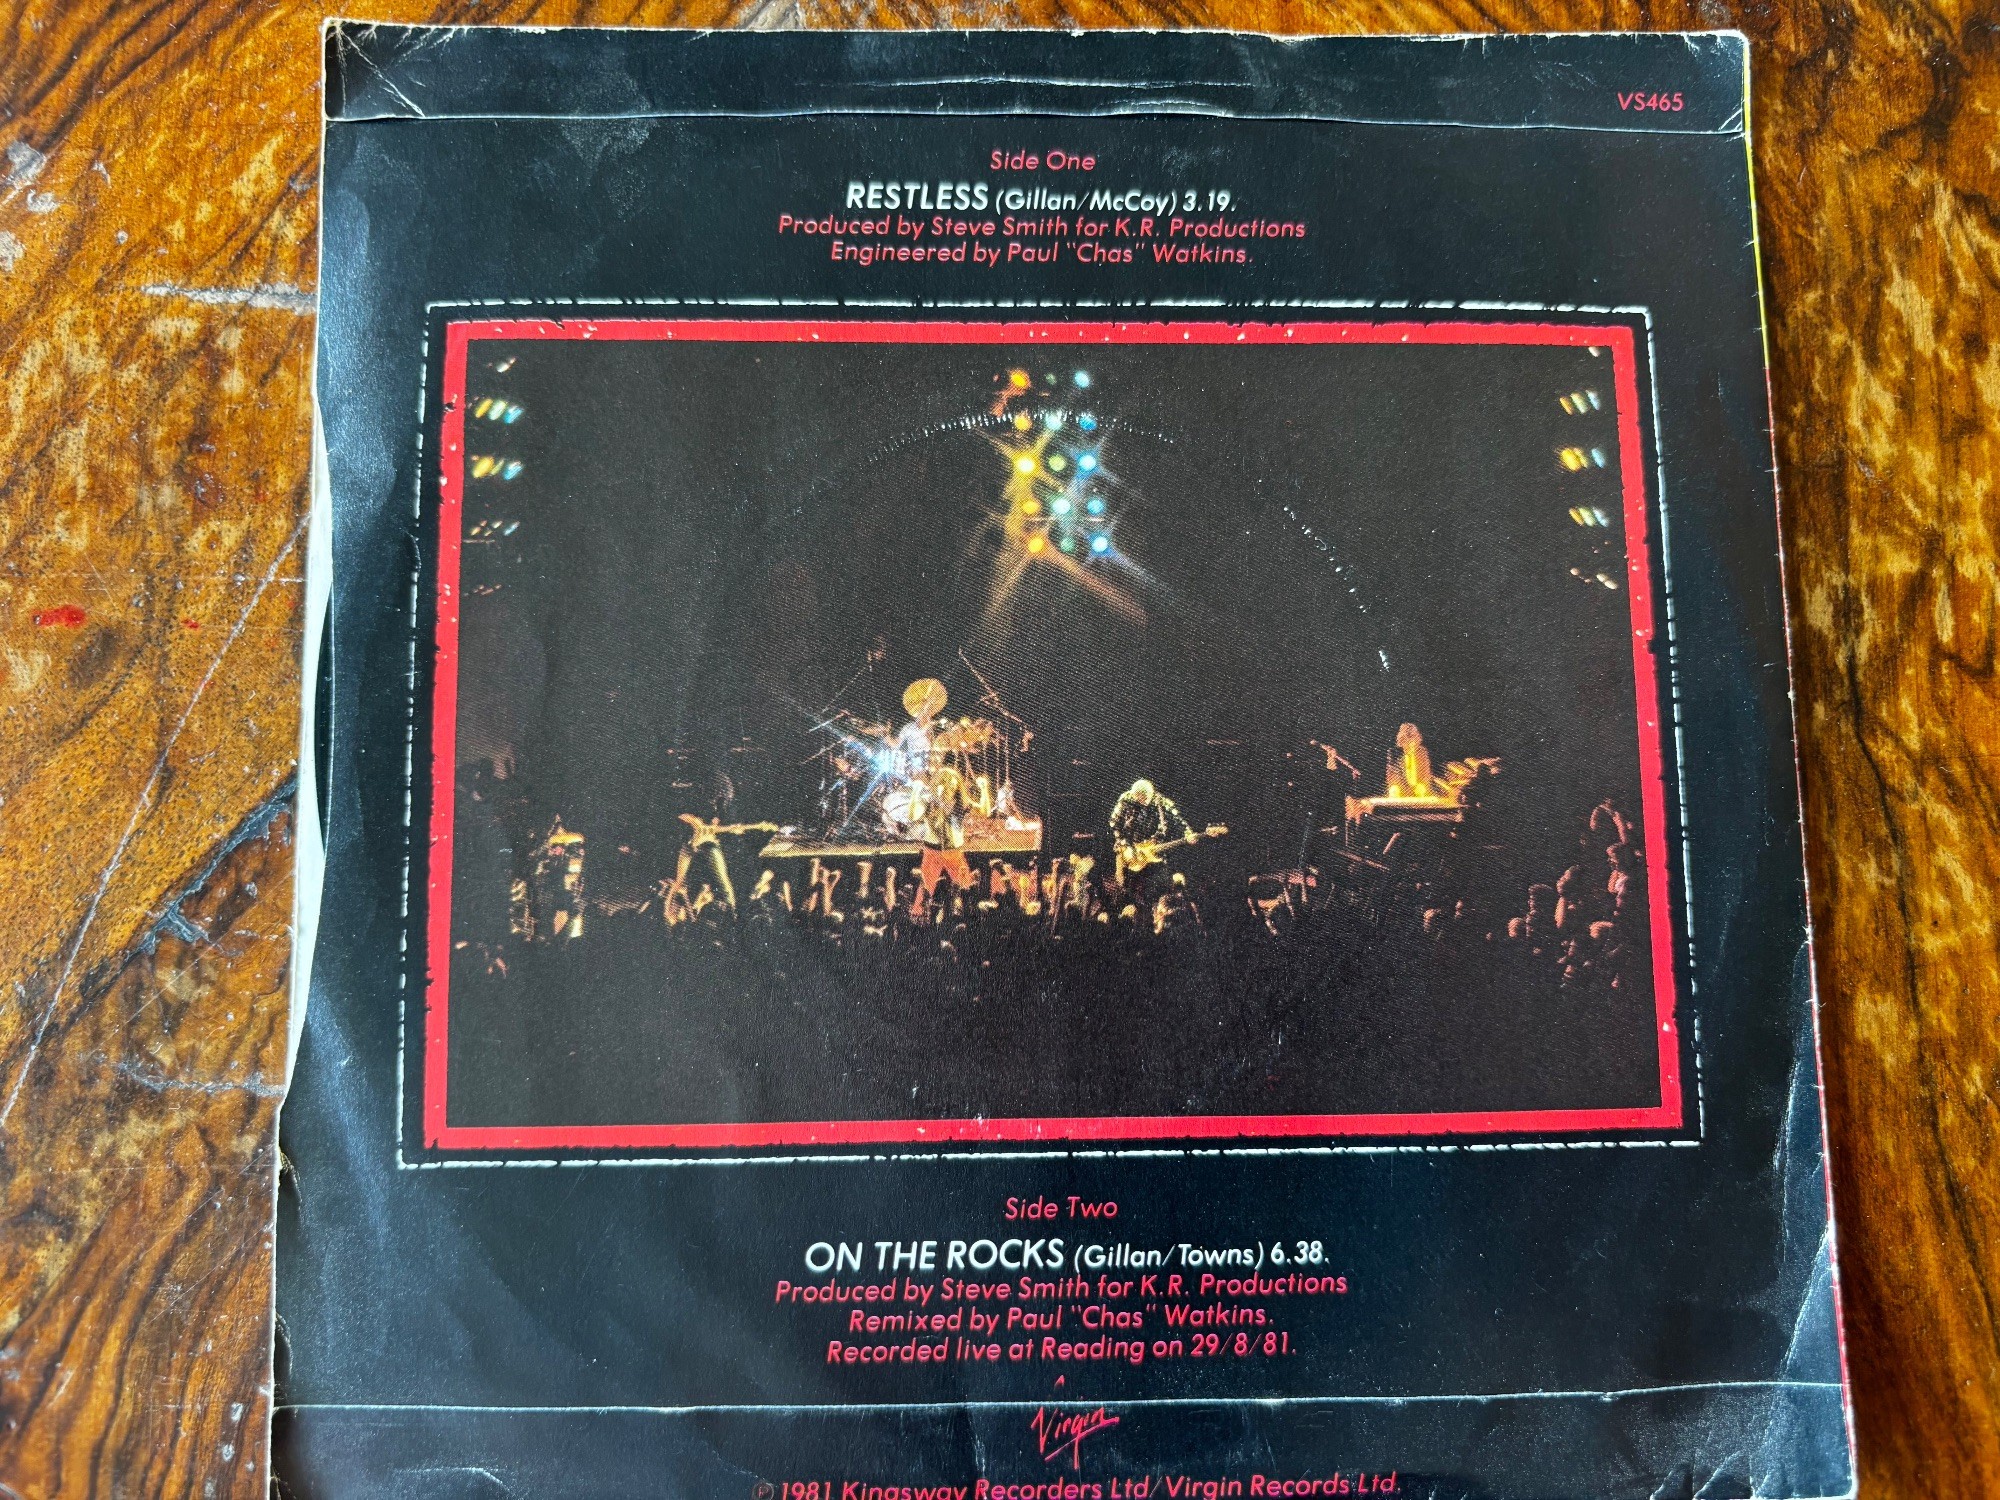 VS465
Side One
RESTLESS (Gillan/McCoy) 3.19.
Produced by Steve Smith for K.R. Productions
Engineered by Paul "Chas" Watkins.
Side Two
ON THE ROCKS (Gillan/Towns) 6.38.
Produced by Steve Smith for K.R. Productions
Remixed by Paul "Chas" Watkins.
Recorded live at Reading on 29/8/81.
Virgin
℗ 1981 Kingsway Recorders Ltd/Virgin Records Ltd.